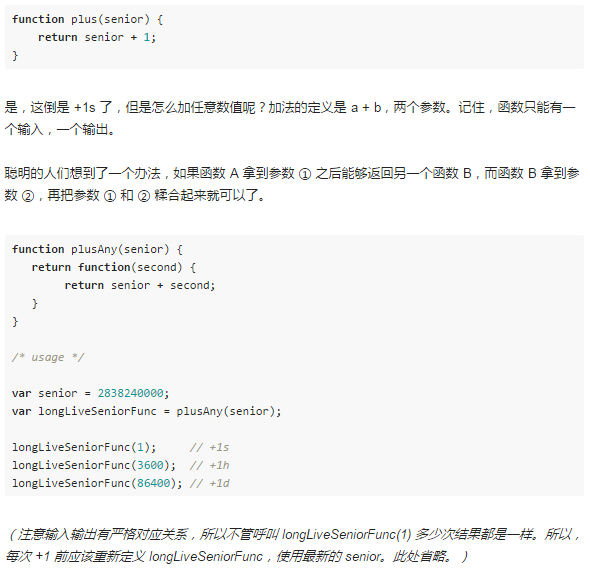 function plus(senior) {
return senior + 1;
}
是，这倒是 +1s 了，但是怎么加任意数值呢？加法的定义是 a + b，两个参数。记住，函数只能有一
个输入，一个输出。
聪明的人们想到了一个办法，如果函数 A 拿到参数 ① 之后能够返回另一个函数 B，而函数 B 拿到参
数 ②，再把参数 ① 和 ② 糅合起来就可以了。
function plusAny(senior) {
return function(second) {
return senior + second;
}
}
/* usage */
var senior = 2838240000;
var longLiveSeniorFunc = plusAny(senior);
longLiveSeniorFunc(1); // +1s
longLiveSeniorFunc(3600); // +1h
longLiveSeniorFunc(86400); // +1d
（注意输入输出有严格对应关系，所以不管呼叫 longLiveSeniorFunc(1) 多少次结果都是一样。所以，
每次 +1 前应该重新定义 longLiveSeniorFunc，使用最新的 senior。此处省略。）